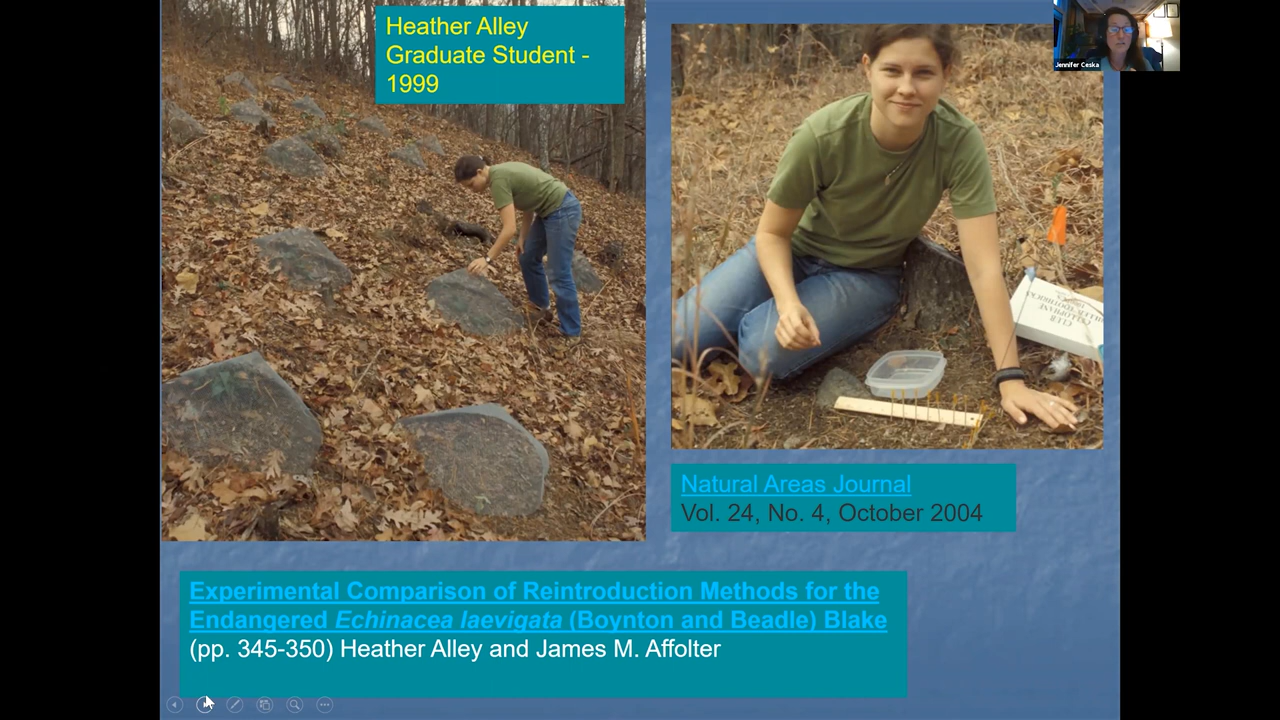 Heather Alley
Graduate Student -
1999
Jennifer Ceska
CLUB
CELLOPHANE
Natural Areas Journal
Vol. 24, No. 4, October 2004
Experimental Comparison of Reintroduction Methods for the
Endangered Echinacea laevigata (Boynton and Beadle) Blake
(pp. 345-350) Heather Alley and James M. Affolter